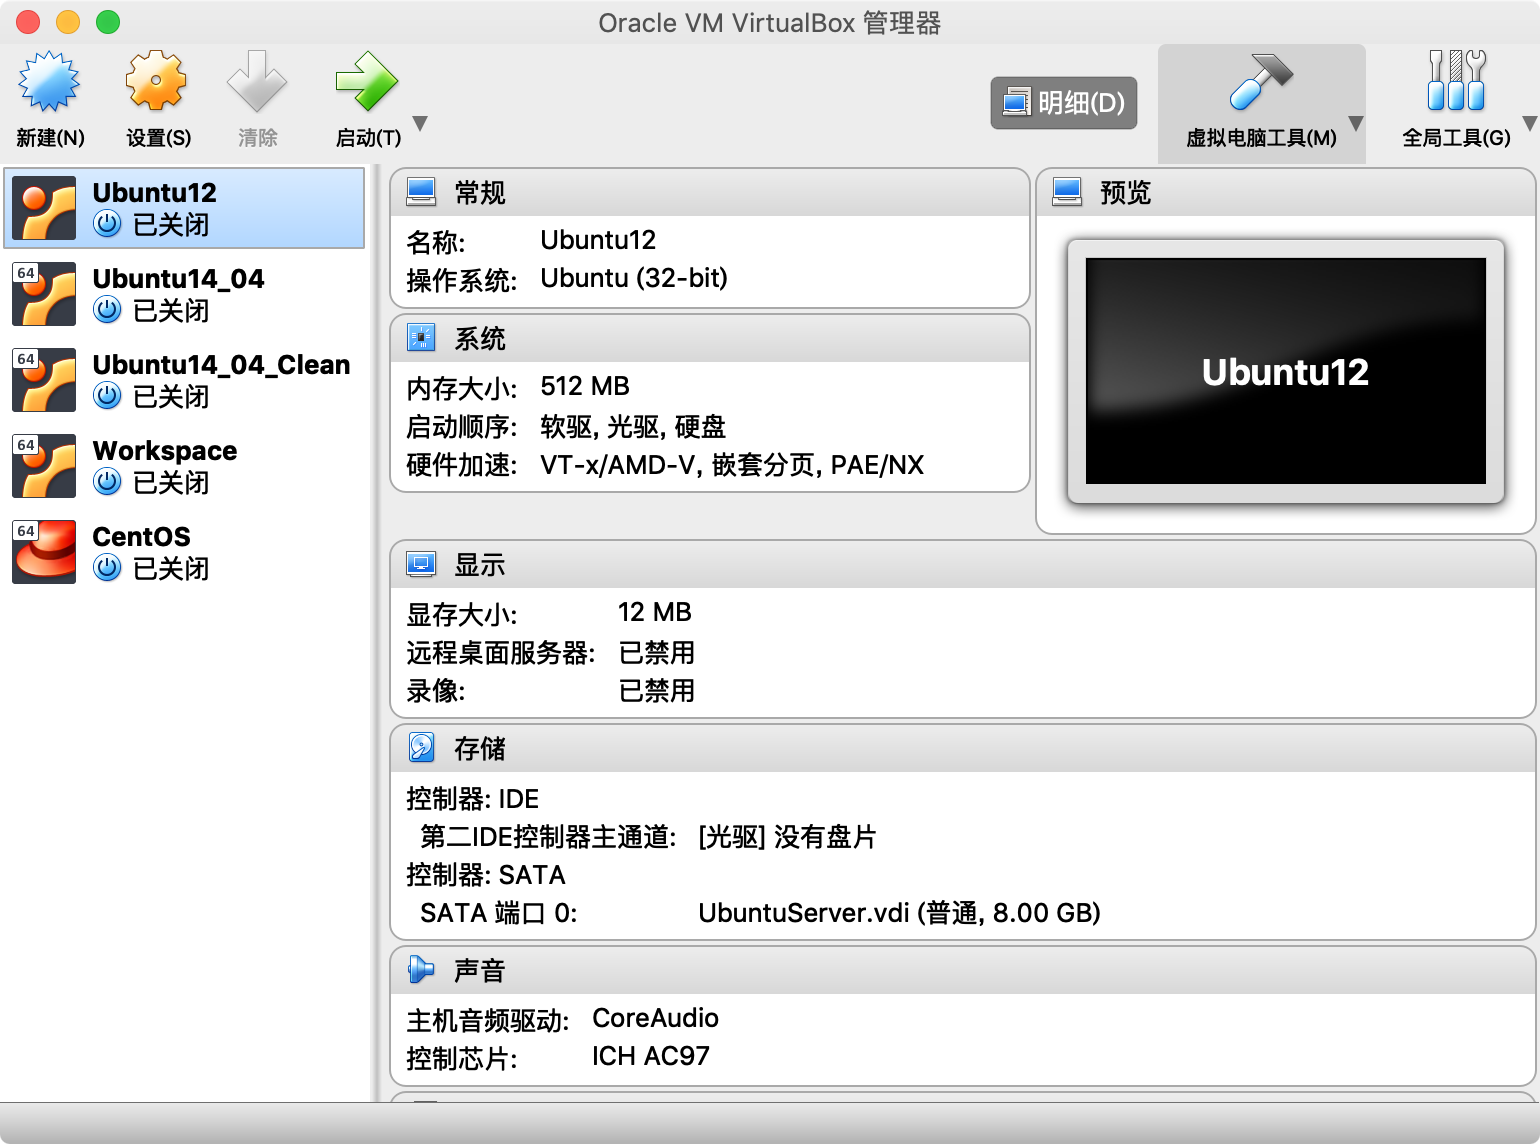 Oracle VM VirtualBox 管理器
新建(N)
设置(S)
清除
启动(T)
明细(D)
虚拟电脑工具(M)
全局工具(G)
Ubuntu12
已关闭
64
Ubuntu14_04
已关闭
64
Ubuntu14_04_Clean
已关闭
64
Workspace
已关闭
64
CentOS
已关闭
常规
名称: Ubuntu12
操作系统: Ubuntu (32-bit)
系统
内存大小: 512 MB
启动顺序: 软驱, 光驱, 硬盘
硬件加速: VT-x/AMD-V, 嵌套分页, PAE/NX
预览
Ubuntu12
显示
显存大小: 12 MB
远程桌面服务器: 已禁用
录像: 已禁用
存储
控制器: IDE
第二IDE控制器主通道: [光驱] 没有盘片
控制器: SATA
SATA 端口 0: UbuntuServer.vdi (普通, 8.00 GB)
声音
主机音频驱动: CoreAudio
控制芯片: ICH AC97